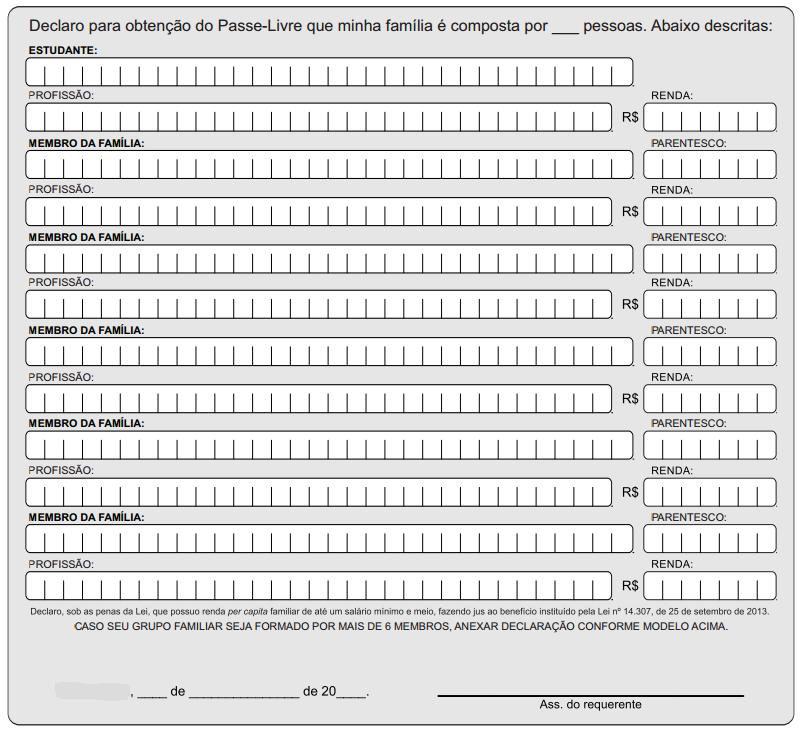 Declaro para obtenção do Passe-Livre que minha família é composta por ___ pessoas. Abaixo descritas:
ESTUDANTE:
PROFISSÃO: RENDA:
R$
MEMBRO DA FAMÍLIA: PARENTESCO:
PROFISSÃO: RENDA:
R$
MEMBRO DA FAMÍLIA: PARENTESCO:
PROFISSÃO: RENDA:
R$
MEMBRO DA FAMÍLIA: PARENTESCO:
PROFISSÃO: RENDA:
R$
MEMBRO DA FAMÍLIA: PARENTESCO:
PROFISSÃO: RENDA:
R$
MEMBRO DA FAMÍLIA: PARENTESCO:
PROFISSÃO: RENDA:
R$
Declaro, sob as penas da Lei, que possuo renda per capita familiar de até um salário mínimo e meio, fazendo jus ao benefício instituído pela Lei nº 14.307, de 25 de setembro de 2013.
CASO SEU GRUPO FAMILIAR SEJA FORMADO POR MAIS DE 6 MEMBROS, ANEXAR DECLARAÇÃO CONFORME MODELO ACIMA.
, ____ de _______________ de 20____.
Ass. do requerente